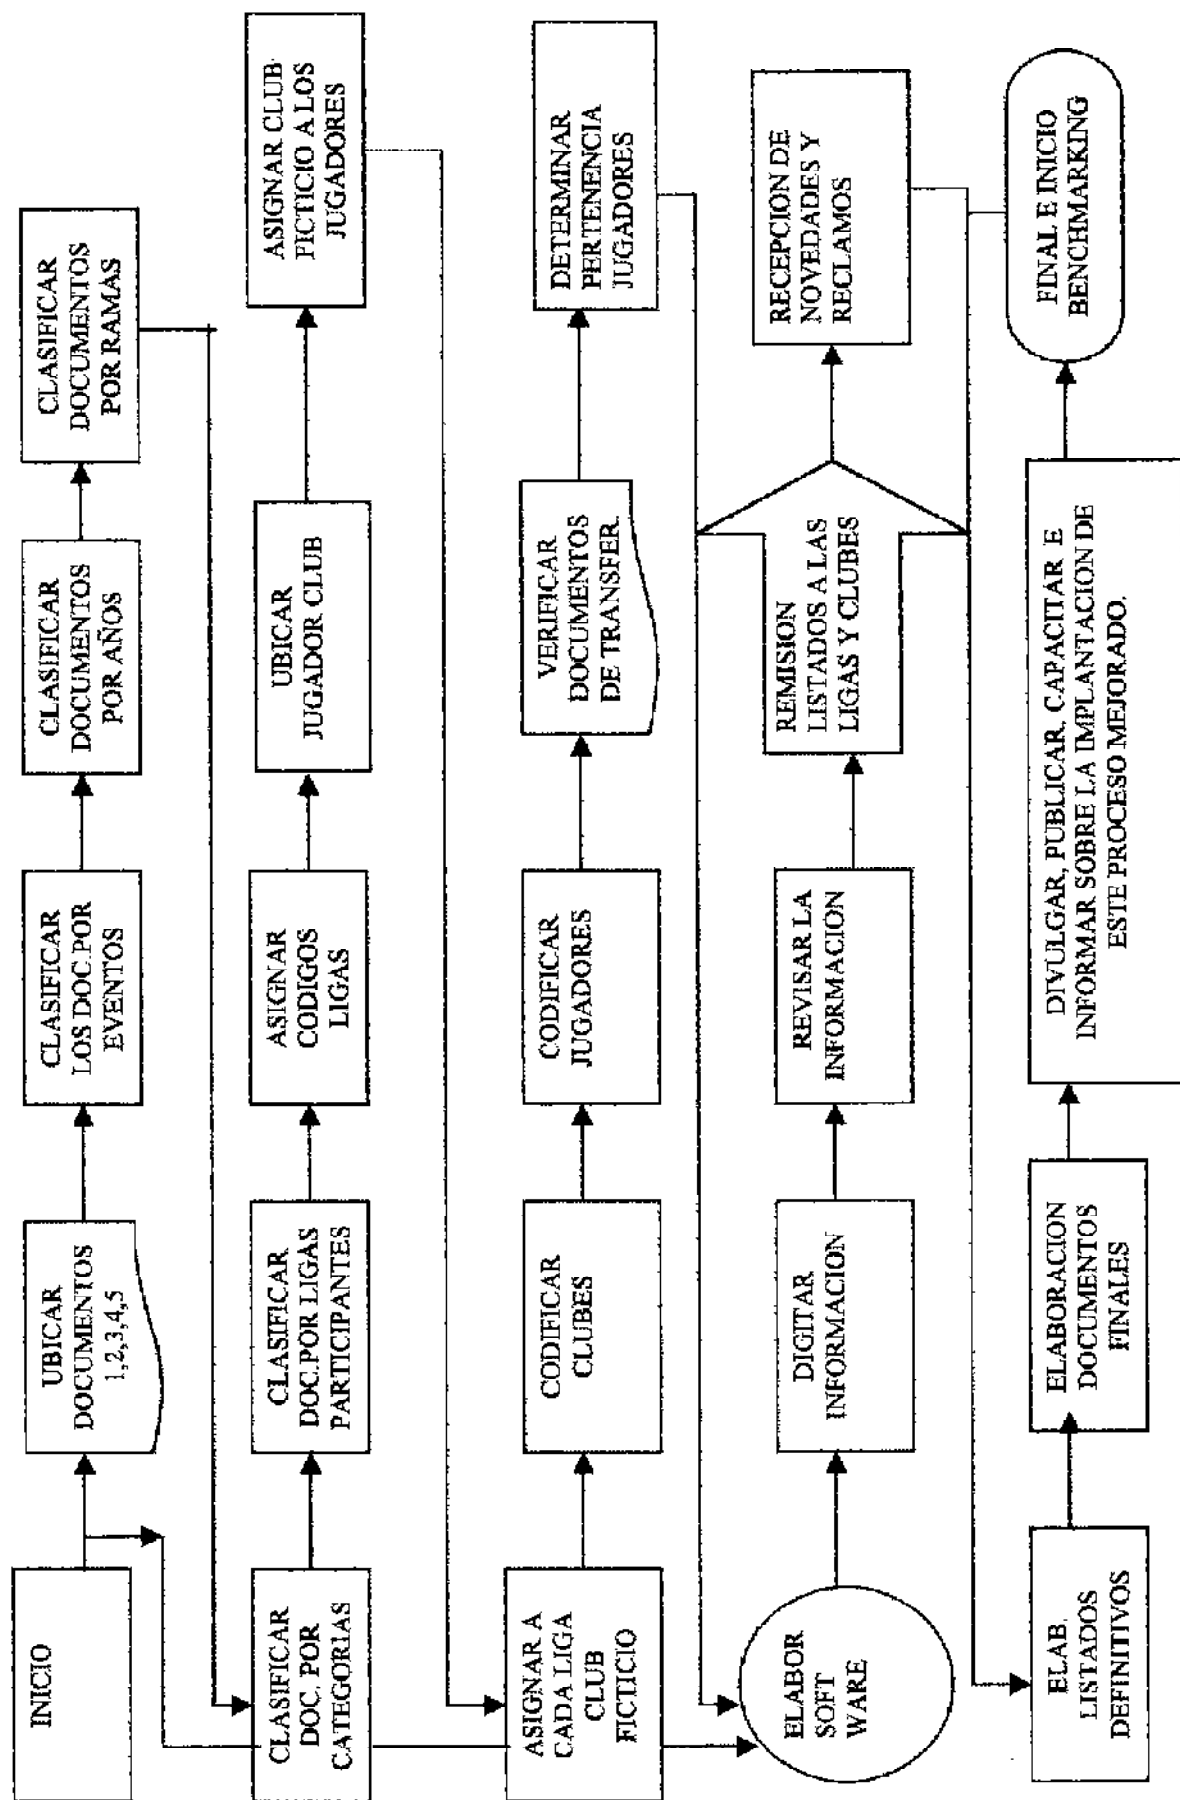 INICIO
UBICAR
DOCUMENTOS
1,2,3,4,5
CLASIFICAR
LOS DOC.POR
EVENTOS
CLASIFICAR
DOCUMENTOS
POR AÑOS
CLASIFICAR
DOCUMENTOS
POR RAMAS
CLASIFICAR
DOC. POR
CATEGORIAS
CLASIFICAR
DOC.POR LIGAS
PARTICIPANTES
ASIGNAR
CODIGOS
LIGAS
UBICAR
JUGADOR CLUB
ASIGNAR CLUB
FICTICIO A LOS
JUGADORES
ASIGNAR A
CADA LIGA
CLUB
FICTICIO
CODIFICAR
CLUBES
CODIFICAR
JUGADORES
VERIFICAR
DOCUMENTOS
DE TRANSFER.
DETERMINAR
PERTENENCIA
JUGADORES
ELABOR
SOFT
WARE
DIGITAR
INFORMACION
REVISAR LA
INFORMACION
REMISION
LISTADOS A LAS
LIGAS Y CLUBES
RECEPCION DE
NOVEDADES Y
RECLAMOS
ELAB.
LISTADOS
DEFINITIVOS
ELABORACION
DOCUMENTOS
FINALES
DIVULGAR, PUBLICAR, CAPACITAR E
INFORMAR SOBRE LA IMPLANTACION DE
ESTE PROCESO MEJORADO.
FINAL E INICIO
BENCHMARKING